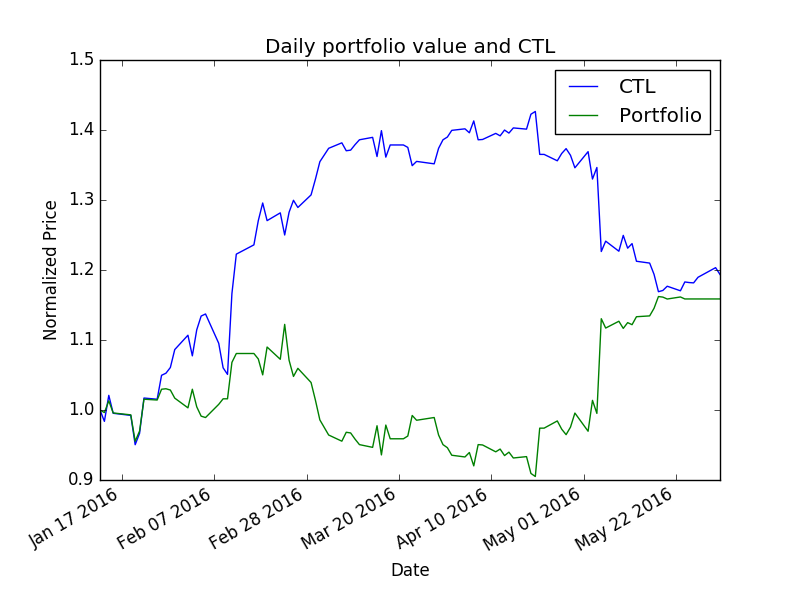 Daily portfolio value and CTL
CTL
Portfolio
Normalized Price
1.5
1.4
1.3
1.2
1.1
1.0
0.9
Jan 17 2016
Feb 07 2016
Feb 28 2016
Mar 20 2016
Apr 10 2016
May 01 2016
May 22 2016
Date